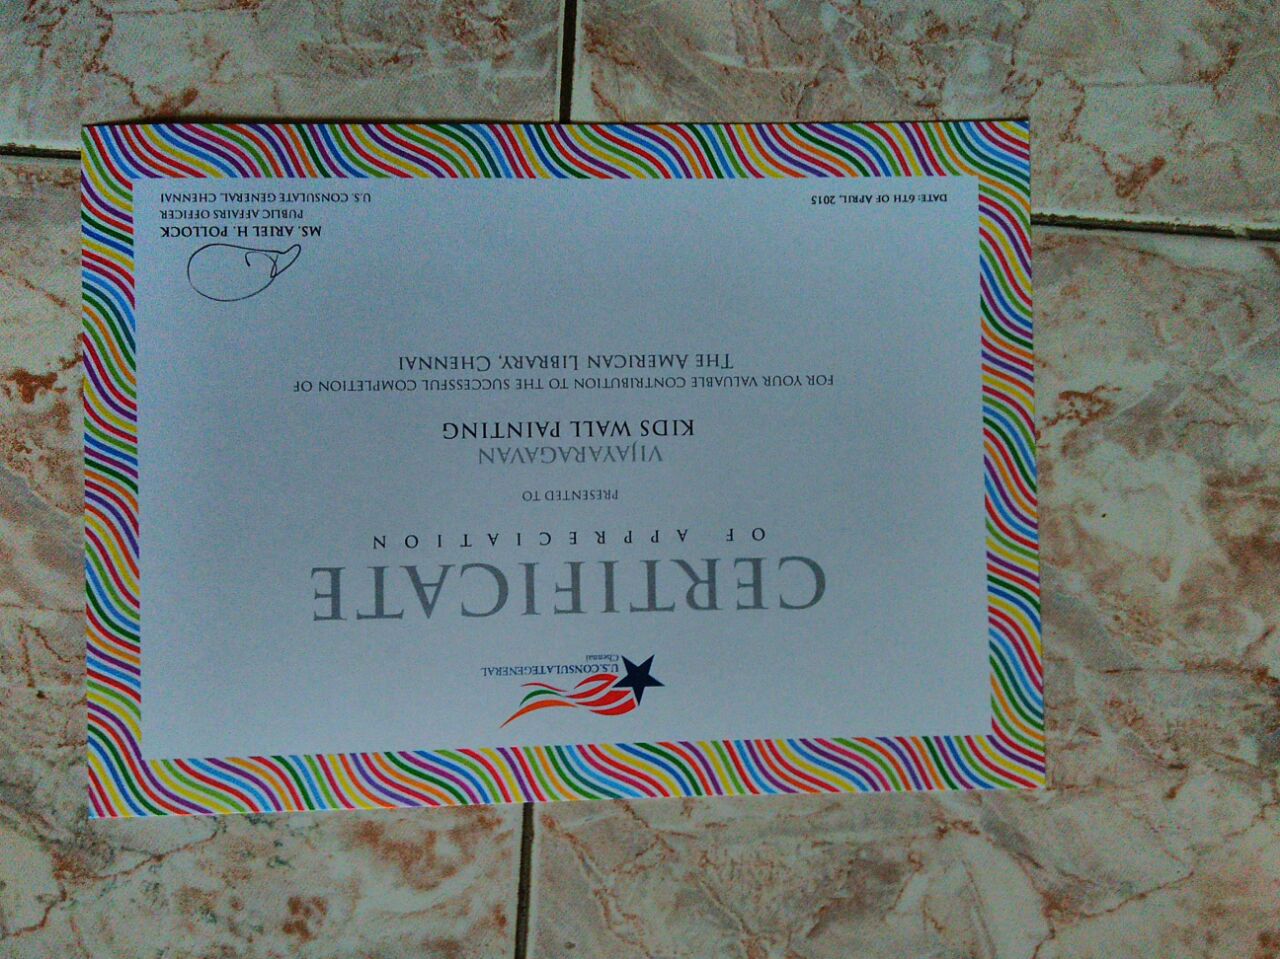 U.S.CONSULATEGENERAL
Chennai
CERTIFICATE
OF APPRECIATION
PRESENTED TO
VIJAYARAGAVAN
KIDS WALL PAINTING
FOR YOUR VALUABLE CONTRIBUTION TO THE SUCCESSFUL COMPLETION OF
THE AMERICAN LIBRARY, CHENNAI
MS. ARIEL H. POLLOCK
PUBLIC AFFAIRS OFFICER
U.S. CONSULATE GENERAL, CHENNAI
DATE: 6TH OF APRIL, 2015